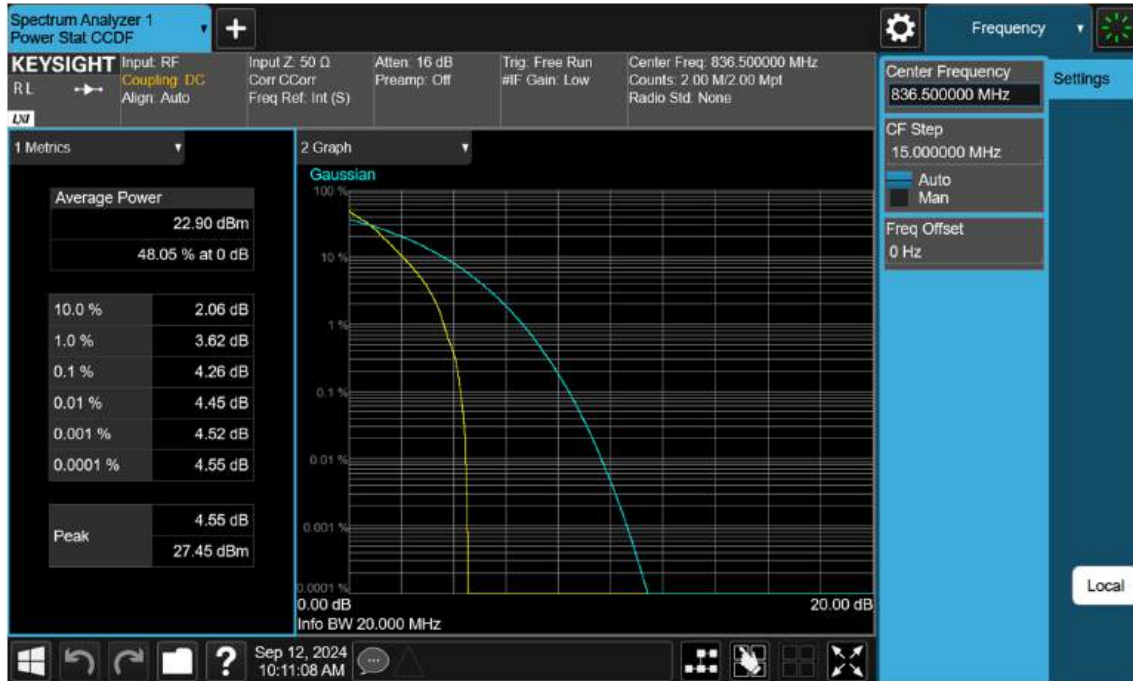 Spectrum Analyzer 1
Power Stat CCDF
Frequency
KEYSIGHT
RL
LXI
Input: RF
Coupling: DC
Align: Auto
Input Z: 50 Ω
Corr CCorr
Freq Ref: Int (S)
Atten: 16 dB
Preamp: Off
Trig: Free Run
#IF Gain: Low
Center Freq: 836.500000 MHz
Counts: 2.00 M/2.00 Mpt
Radio Std: None
Center Frequency
836.500000 MHz
Settings
CF Step
15.000000 MHz
Auto
Man
Freq Offset
0 Hz
1 Metrics
Average Power
22.90 dBm
48.05 % at 0 dB
10.0 % 2.06 dB
1.0 % 3.62 dB
0.1 % 4.26 dB
0.01 % 4.45 dB
0.001 % 4.52 dB
0.0001 % 4.55 dB
Peak
4.55 dB
27.45 dBm
2 Graph
Gaussian
100 %
10 %
1 %
0.1 %
0.01 %
0.001 %
0.0001 %
0.00 dB 20.00 dB
Info BW 20.000 MHz
Local
?
Sep 12, 2024
10:11:08 AM